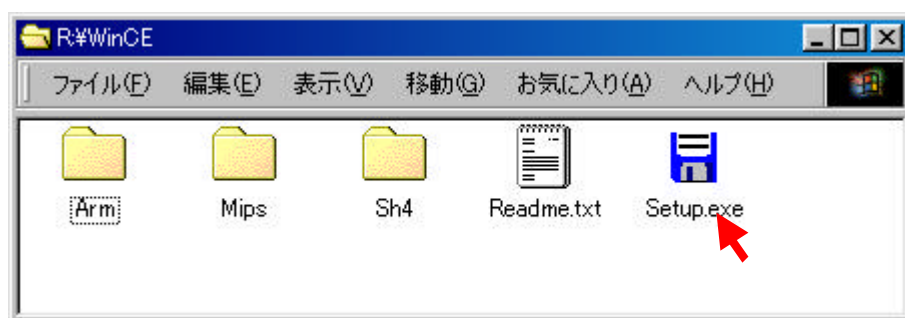 R:¥WinCE
ファイル(F) 編集(E) 表示(V) 移動(G) お気に入り(A) ヘルプ(H)
Arm Mips Sh4 Readme.txt Setup.exe